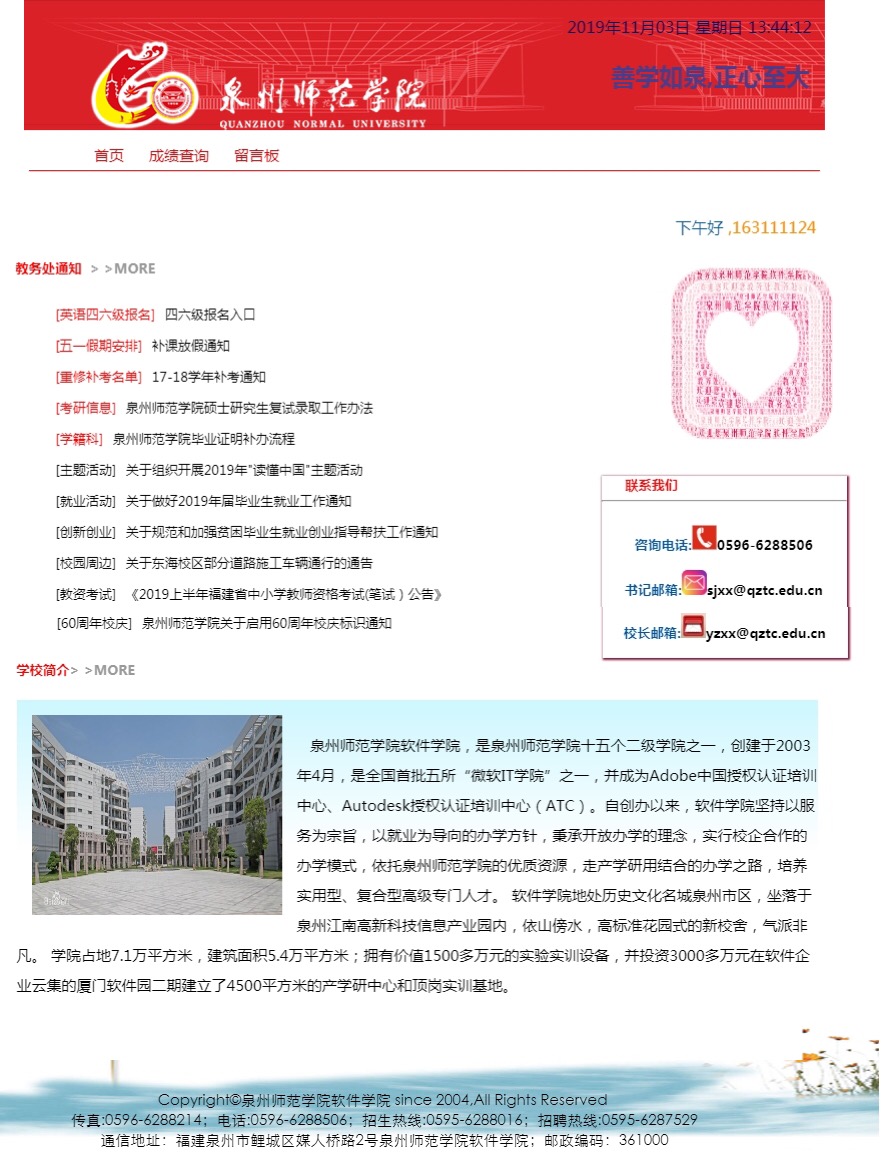 2019年11月03日 星期日 13:44:12
善学如泉,正心至大
泉州师范学院
QUANZHOU NORMAL UNIVERSITY
首页 成绩查询 留言板
下午好 ,163111124
教务处通知 > >MORE
[英语四六级报名] 四六级报名入口
[五一假期安排] 补课放假通知
[重修补考名单] 17-18学年补考通知
[考研信息] 泉州师范学院硕士研究生复试录取工作办法
[学籍科] 泉州师范学院毕业证明补办流程
[主题活动] 关于组织开展2019年"读懂中国"主题活动
[就业活动] 关于做好2019年届毕业生就业工作通知
[创新创业] 关于规范和加强贫困毕业生就业创业指导帮扶工作通知
[校园周边] 关于东海校区部分道路施工车辆通行的通告
[教资考试] 《2019上半年福建省中小学教师资格考试(笔试）公告》
[60周年校庆] 泉州师范学院关于启用60周年校庆标识通知
联系我们
咨询电话:0596-6288506
书记邮箱:sjxx@qztc.edu.cn
校长邮箱:yzxx@qztc.edu.cn
学校简介> >MORE
泉州师范学院软件学院，是泉州师范学院十五个二级学院之一，创建于2003
年4月，是全国首批五所“微软IT学院”之一，并成为Adobe中国授权认证培训
中心、Autodesk授权认证培训中心（ATC）。自创办以来，软件学院坚持以服
务为宗旨，以就业为导向的办学方针，秉承开放办学的理念，实行校企合作的
办学模式，依托泉州师范学院的优质资源，走产学研用结合的办学之路，培养
实用型、复合型高级专门人才。 软件学院地处历史文化名城泉州市区，坐落于
泉州江南高新科技信息产业园内，依山傍水，高标准花园式的新校舍，气派非
凡。 学院占地7.1万平方米，建筑面积5.4万平方米；拥有价值1500多万元的实验实训设备，并投资3000多万元在软件企
业云集的厦门软件园二期建立了4500平方米的产学研中心和顶岗实训基地。
Copyright©泉州师范学院软件学院 since 2004,All Rights Reserved
传真:0596-6288214；电话:0596-6288506；招生热线:0595-6288016；招聘热线:0595-6287529
通信地址：福建泉州市鲤城区媒人桥路2号泉州师范学院软件学院；邮政编码：361000